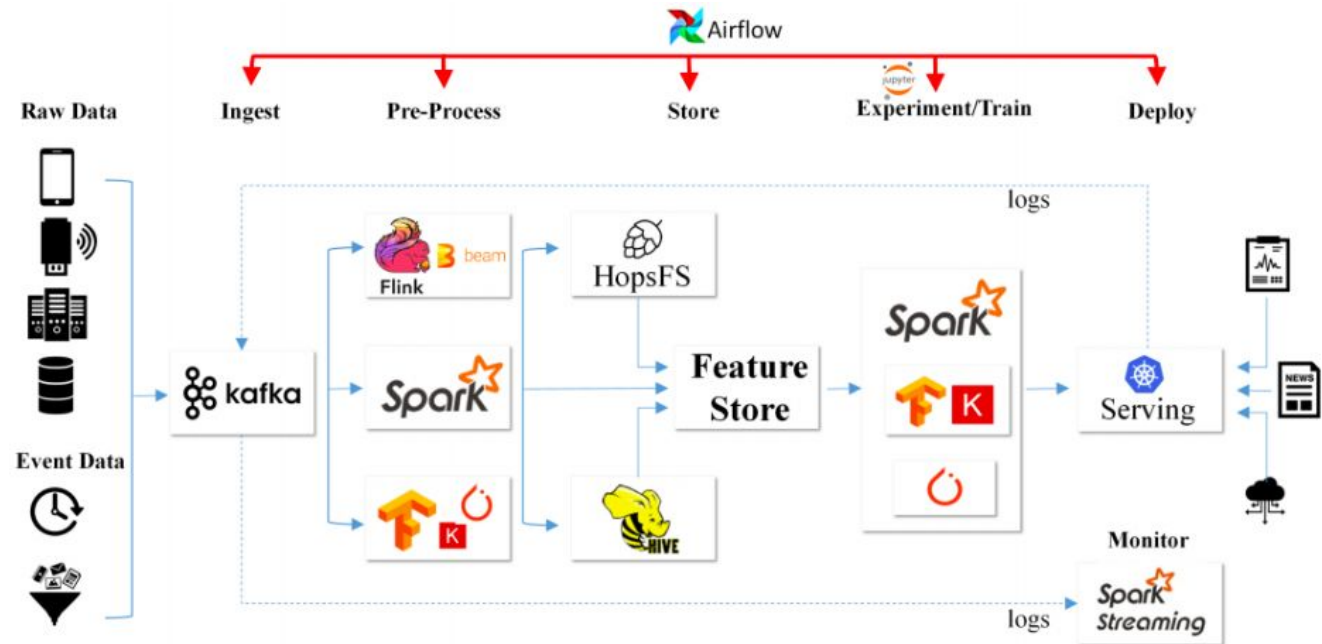 Airflow
jupyter
Raw Data
Ingest
Pre-Process
Store
Experiment/Train
Deploy
logs
beam
Flink
HopsFS
Spark
NEWS
kafka
Spark
Feature
Store
K
Serving
Event Data
K
HIVE
Monitor
Spark
Streaming
logs